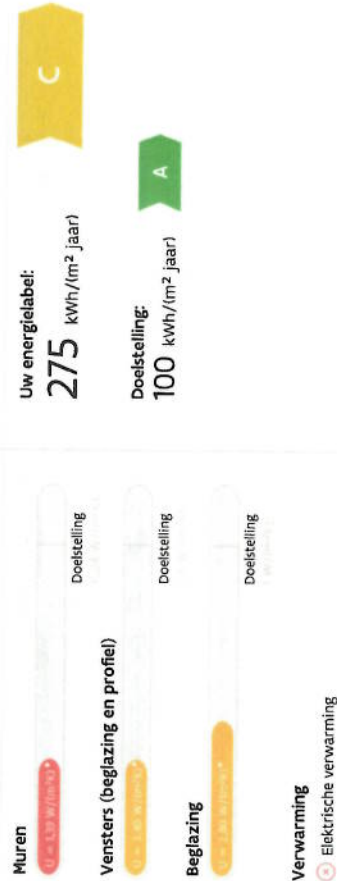 Uw energielabel:
275 kWh/(m² jaar)
C
Doelstelling:
100 kWh/(m² jaar)
A
Muren
Doelstelling
Vensters (beglazing en profiel)
Doelstelling
Beglazing
Doelstelling
Verwarming
Elektrische verwarming